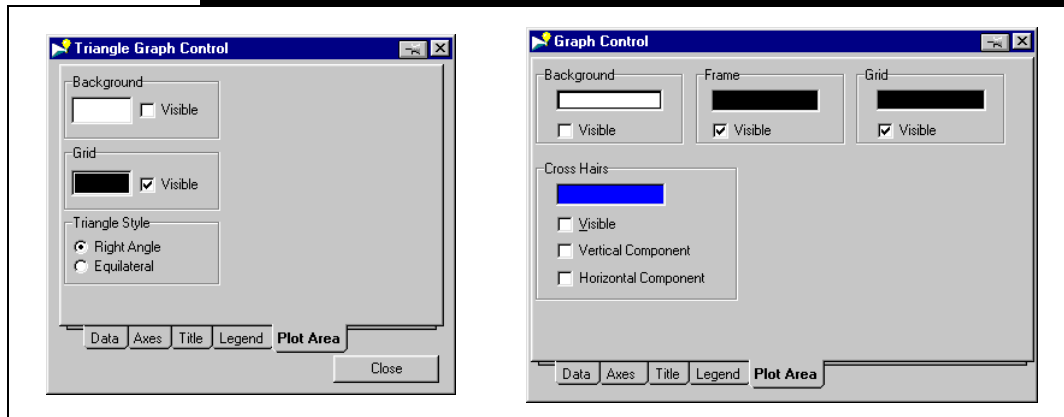 Triangle Graph Control
Background
Visible
Grid
Visible
Triangle Style
Right Angle
Equilateral
Data Axes Title Legend Plot Area
Close
Graph Control
Background
Visible
Frame
Visible
Grid
Visible
Cross Hairs
Visible
Vertical Component
Horizontal Component
Data Axes Title Legend Plot Area